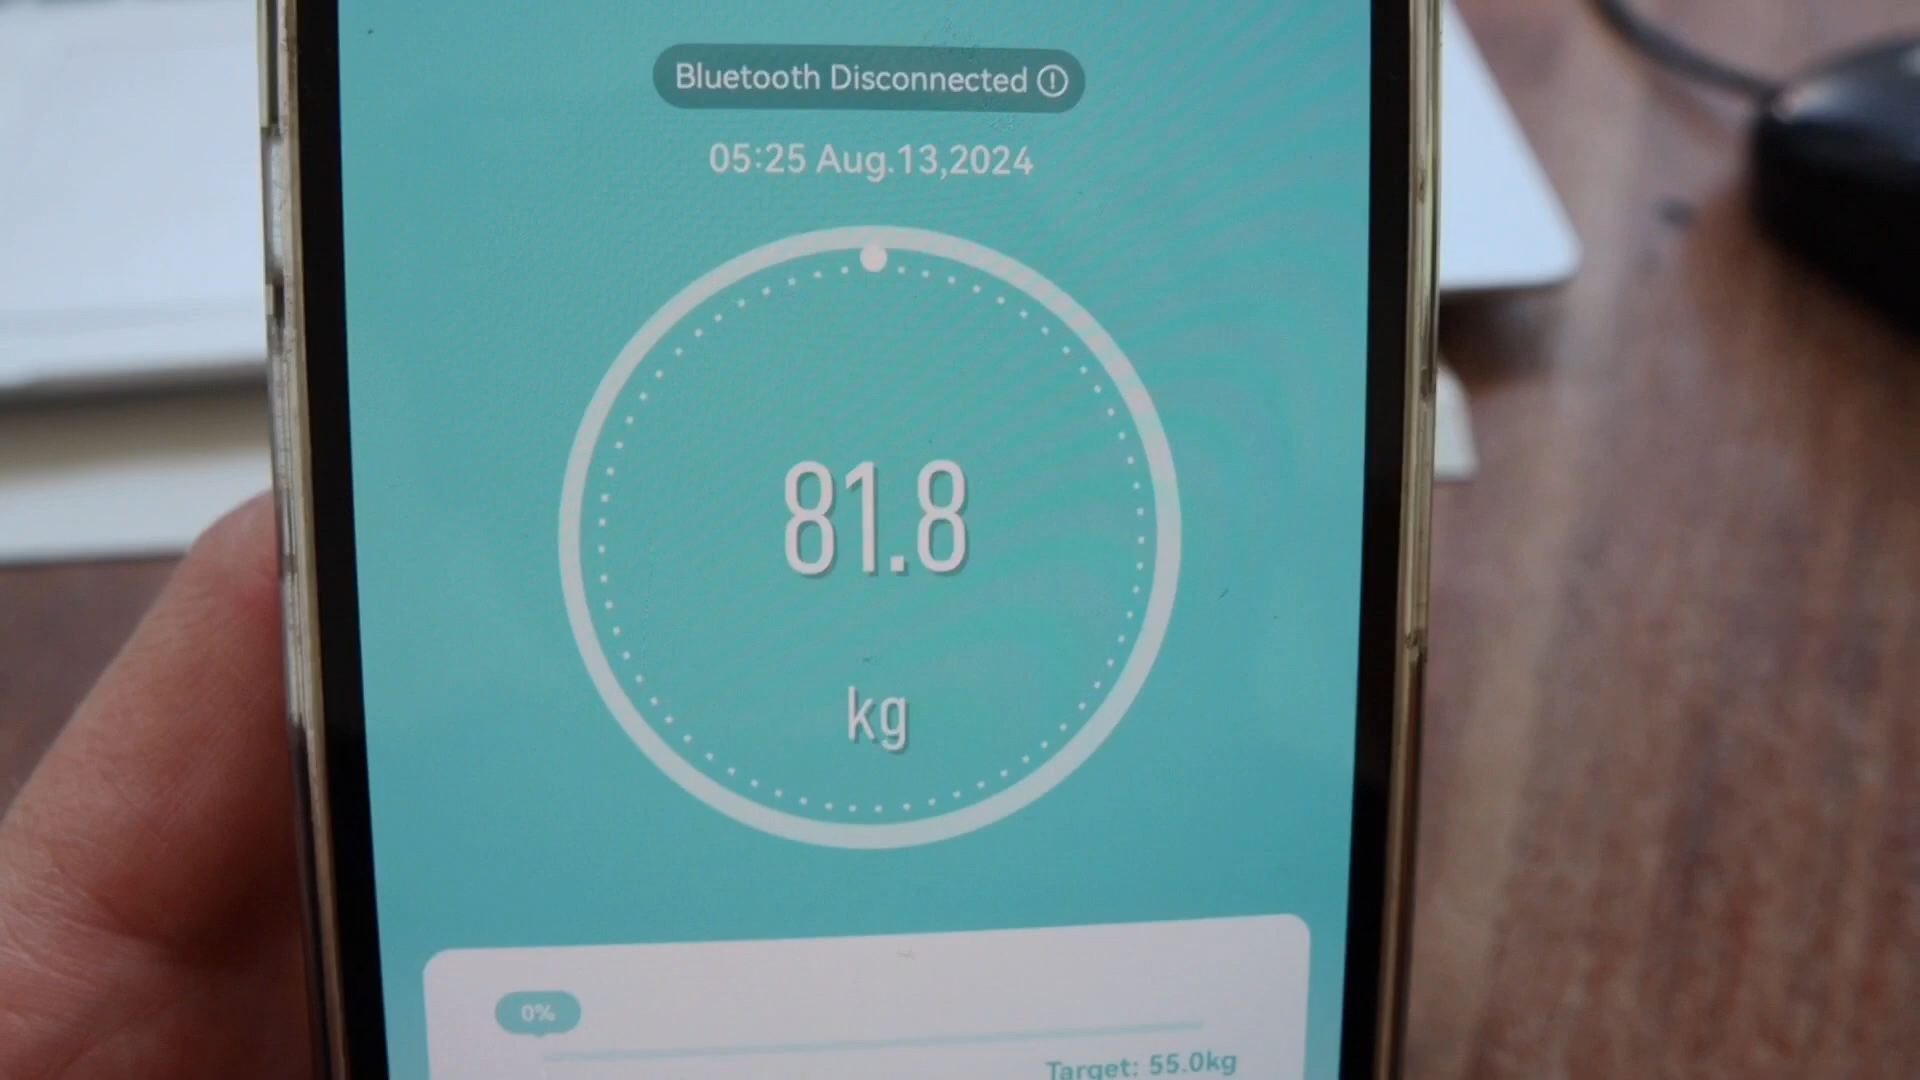 Bluetooth Disconnected
05:25 Aug.13,2024
81.8
kg
0%
Target: 55.0kg